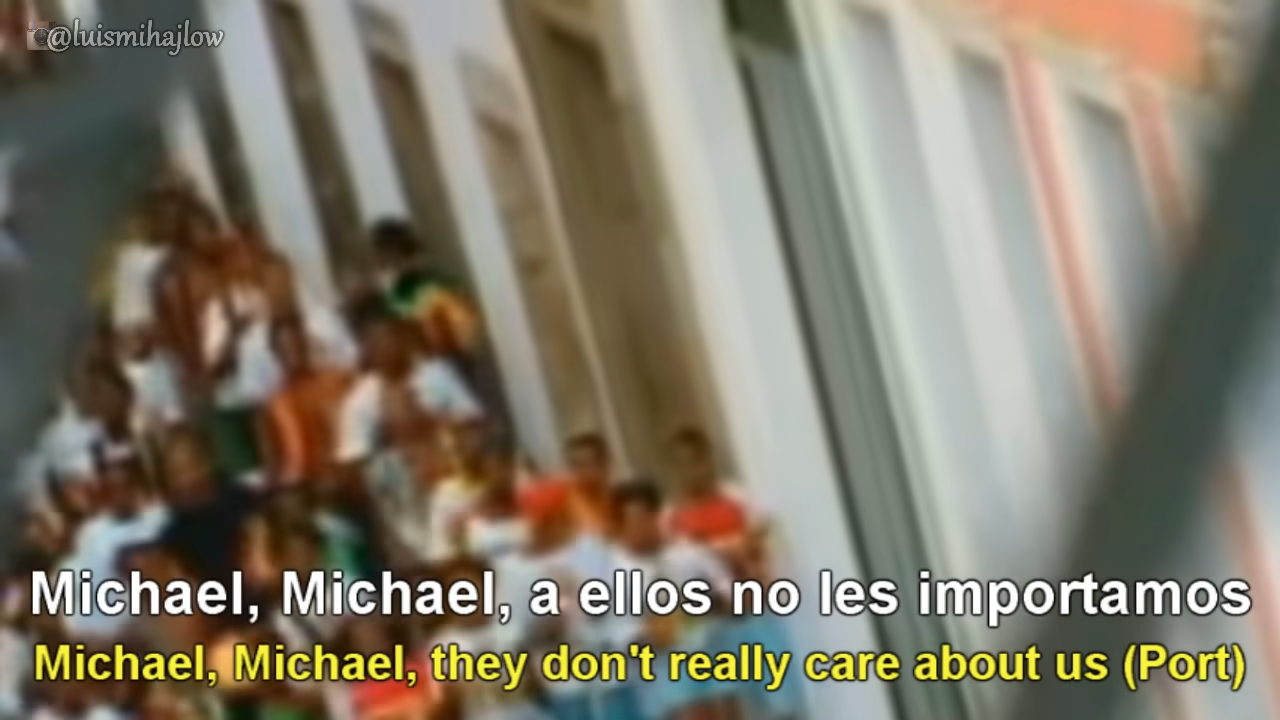 @luismihajlow
Michael, Michael, a ellos no les importamos
Michael, Michael, they don't really care about us (Port)